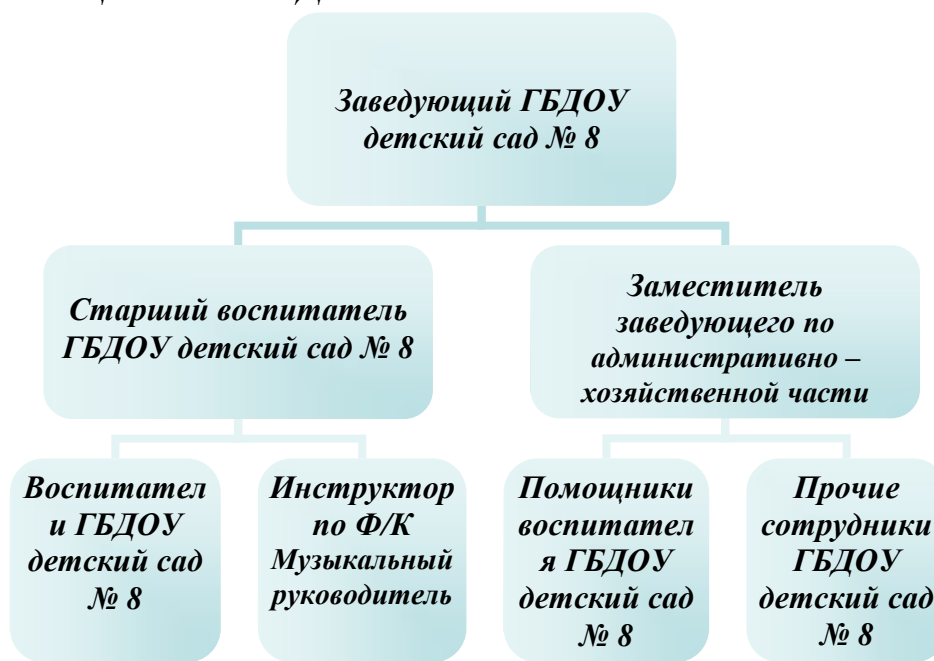 Заведующий ГБДОУ
детский сад № 8
Старший воспитатель
ГБДОУ детский сад № 8
Заместитель
заведующего по
административно –
хозяйственной части
Воспитател
и ГБДОУ
детский сад
№ 8
Инструктор
по Ф/К
Музыкальный
руководитель
Помощники
воспитател
я ГБДОУ
детский сад
№ 8
Прочие
сотрудники
ГБДОУ
детский сад
№ 8